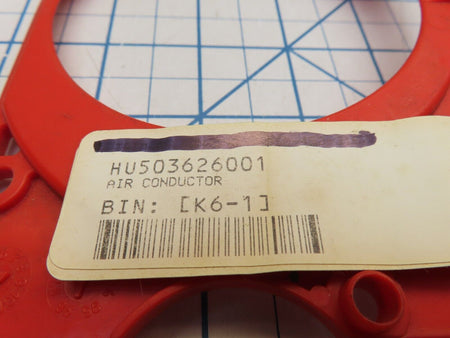 HU503626001
AIR CONDUCTOR
BIN: [K6-1]